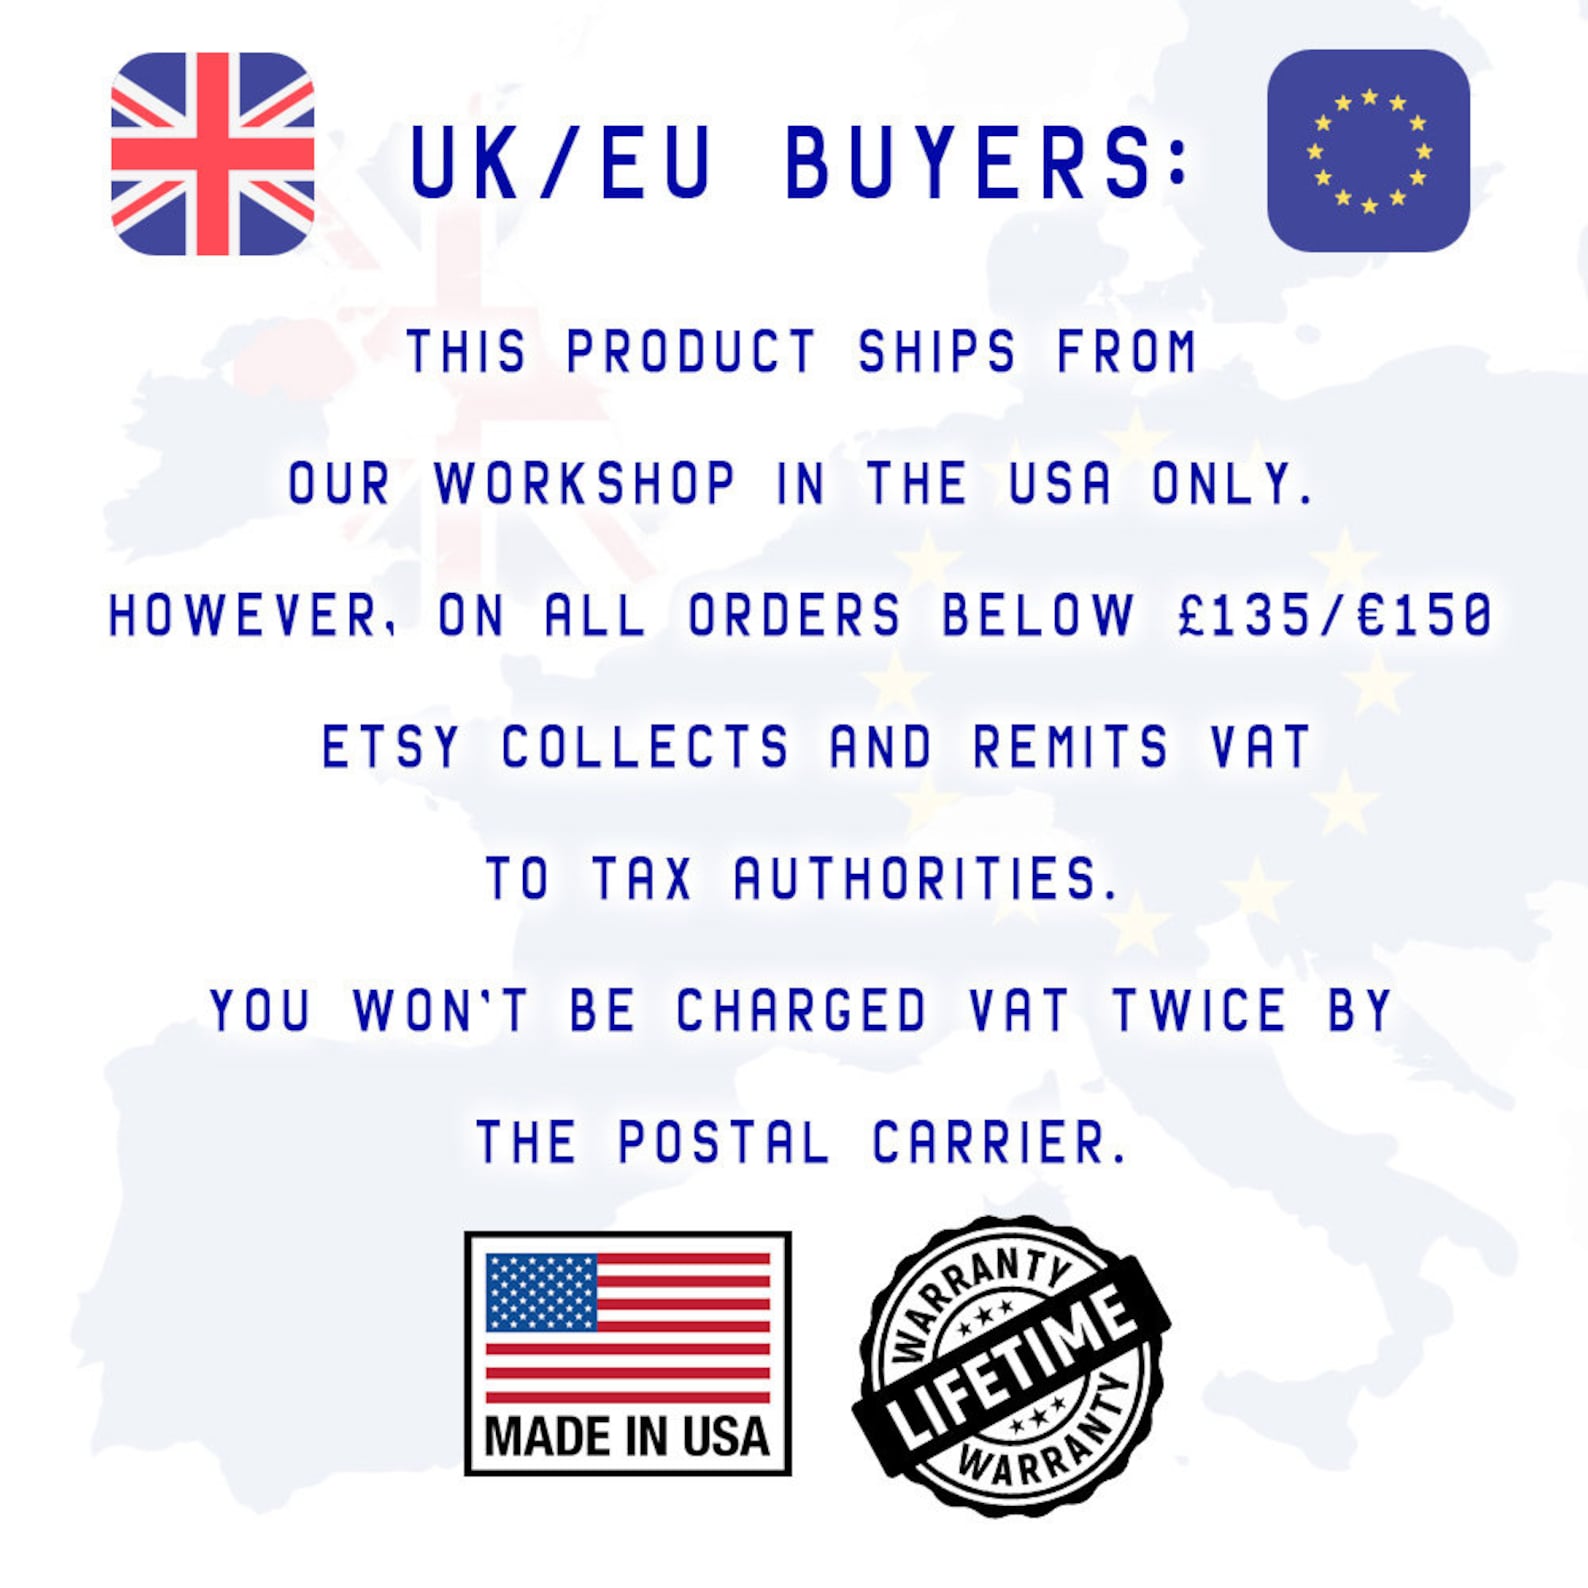 UK/EU BUYERS:
THIS PRODUCT SHIPS FROM
OUR WORKSHOP IN THE USA ONLY.
HOWEVER, ON ALL ORDERS BELOW £135/€150
ETSY COLLECTS AND REMITS VAT
TO TAX AUTHORITIES.
YOU WON'T BE CHARGED VAT TWICE BY
THE POSTAL CARRIER.
MADE IN USA
WARRANTY
LIFETIME
WARRANTY